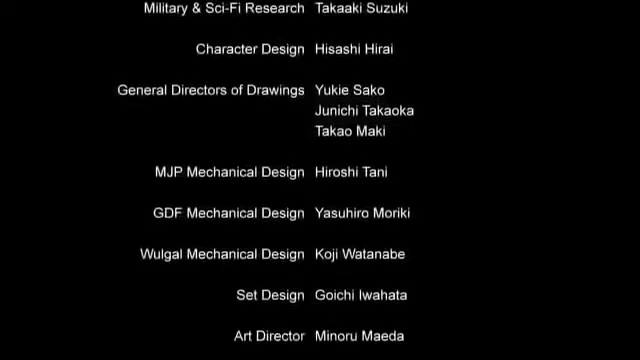 Military & Sci-Fi Research Takaaki Suzuki
Character Design Hisashi Hirai
General Directors of Drawings Yukie Sako
Junichi Takaoka
Takao Maki
MJP Mechanical Design Hiroshi Tani
GDF Mechanical Design Yasuhiro Moriki
Wulgal Mechanical Design Koji Watanabe
Set Design Goichi Iwahata
Art Director Minoru Maeda